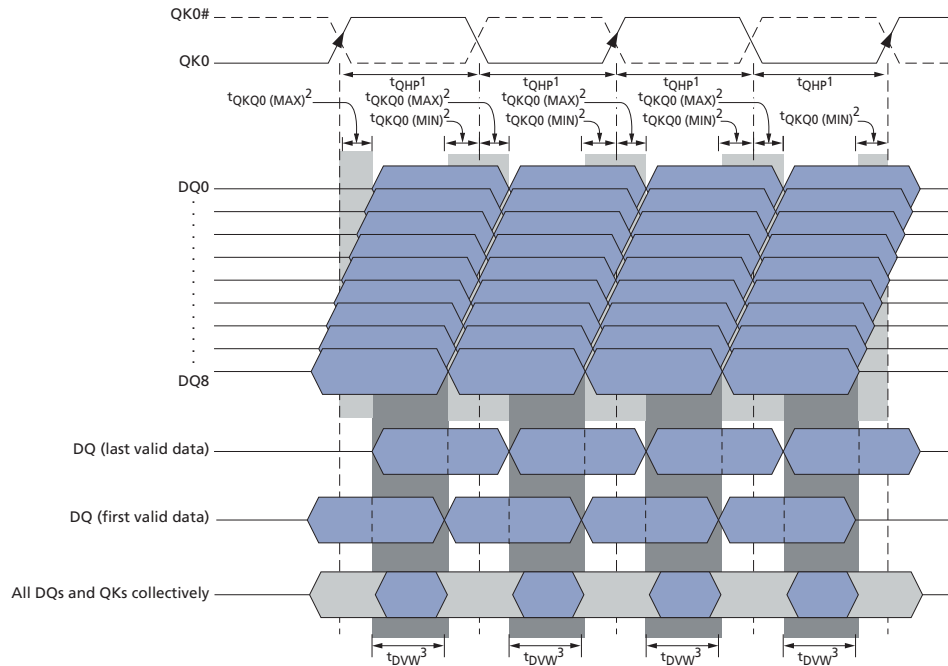 QK0#
QK0
tQHP1 tQHP1 tQHP1 tQHP1
tQKQ0 (MAX)2 tQKQ0 (MAX)2 tQKQ0 (MAX)2 tQKQ0 (MAX)2
tQKQ0 (MIN)2 tQKQ0 (MIN)2 tQKQ0 (MIN)2 tQKQ0 (MIN)2
DQ0
DQ8
DQ (last valid data)
DQ (first valid data)
All DQs and QKs collectively
tDVW3 tDVW3 tDVW3 tDVW3